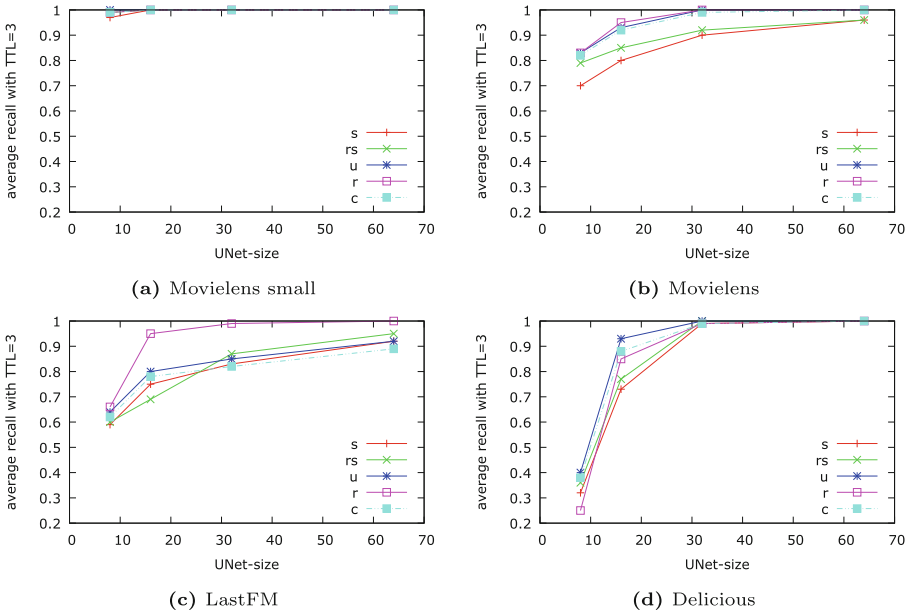 average recall with TTL=3
1
0.9
0.8
0.7
0.6
0.5
0.4
0.3
0.2
0 10 20 30 40 50 60 70
UNet-size
s
rs
u
r
c
(a) Movielens small
average recall with TTL=3
1
0.9
0.8
0.7
0.6
0.5
0.4
0.3
0.2
0 10 20 30 40 50 60 70
UNet-size
s
rs
u
r
c
(b) Movielens
average recall with TTL=3
1
0.9
0.8
0.7
0.6
0.5
0.4
0.3
0.2
0 10 20 30 40 50 60 70
UNet-size
s
rs
u
r
c
(c) LastFM
average recall with TTL=3
1
0.9
0.8
0.7
0.6
0.5
0.4
0.3
0.2
0 10 20 30 40 50 60 70
UNet-size
s
rs
u
r
c
(d) Delicious